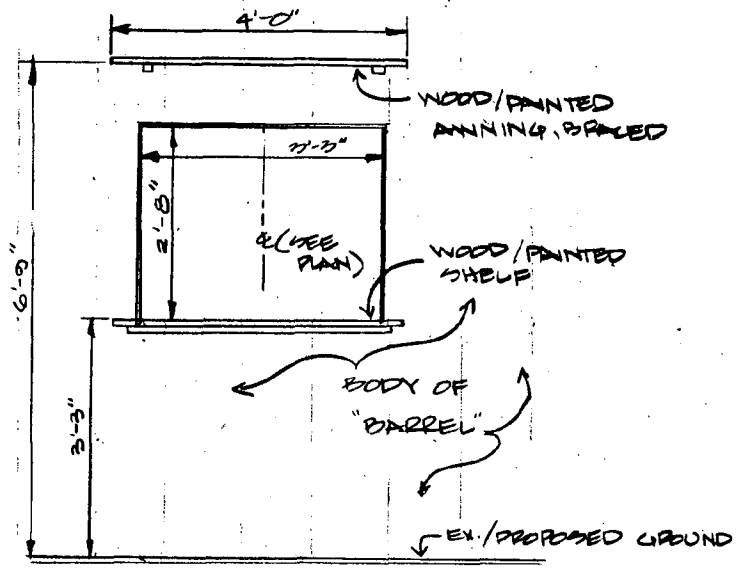 4'-0"
WOOD/PAINTED
AWNING, BRACED
3'-3"
2'-8"
℄ (SEE
PLAN)
WOOD/PAINTED
SHELF
6'-9"
3'-3"
BODY OF
"BARREL"
EX./PROPOSED GROUND